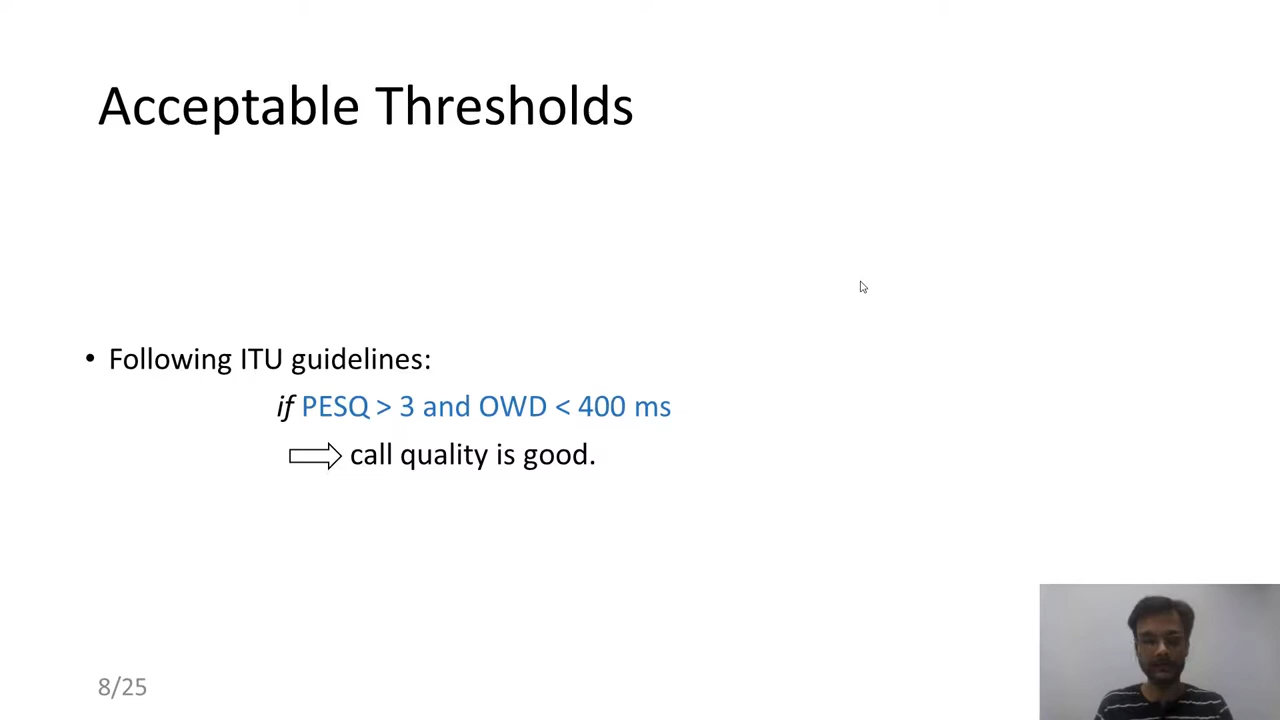 Acceptable Thresholds
• Following ITU guidelines:
if PESQ > 3 and OWD < 400 ms
call quality is good.
8/25